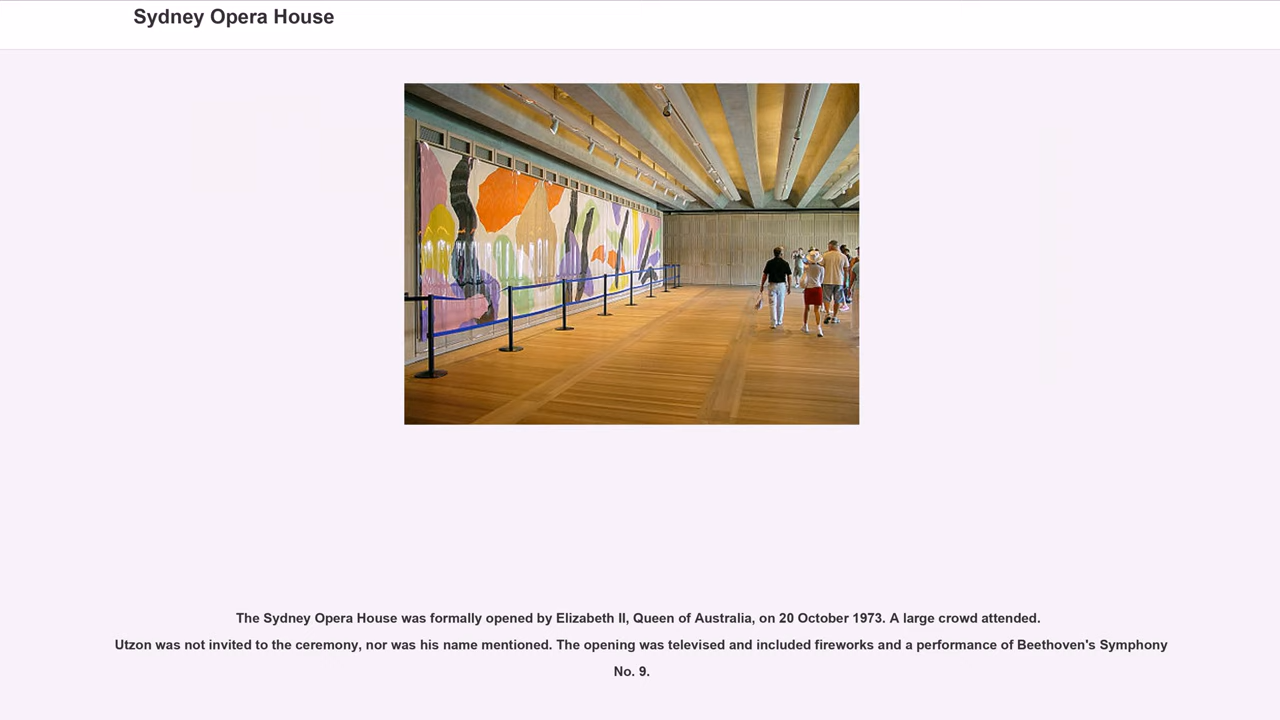 Sydney Opera House
The Sydney Opera House was formally opened by Elizabeth II, Queen of Australia, on 20 October 1973. A large crowd attended.
Utzon was not invited to the ceremony, nor was his name mentioned. The opening was televised and included fireworks and a performance of Beethoven's Symphony
No. 9.